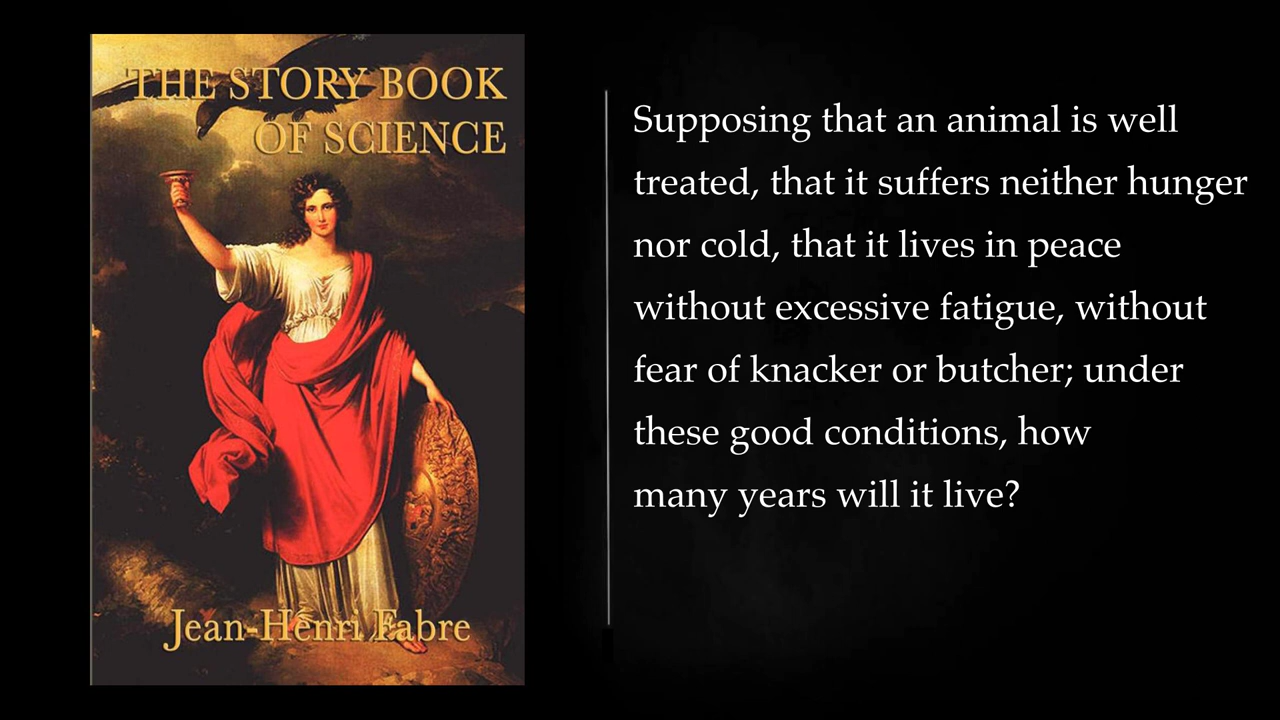 THE STORY BOOK
OF SCIENCE
Jean-Henri Fabre
Supposing that an animal is well
treated, that it suffers neither hunger
nor cold, that it lives in peace
without excessive fatigue, without
fear of knacker or butcher; under
these good conditions, how
many years will it live?